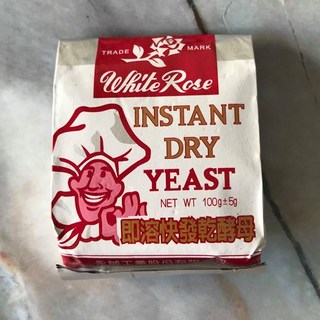 TRADE MARK
White Rose
INSTANT
DRY
YEAST
NET WT 100g±5g
即溶快發乾酵母